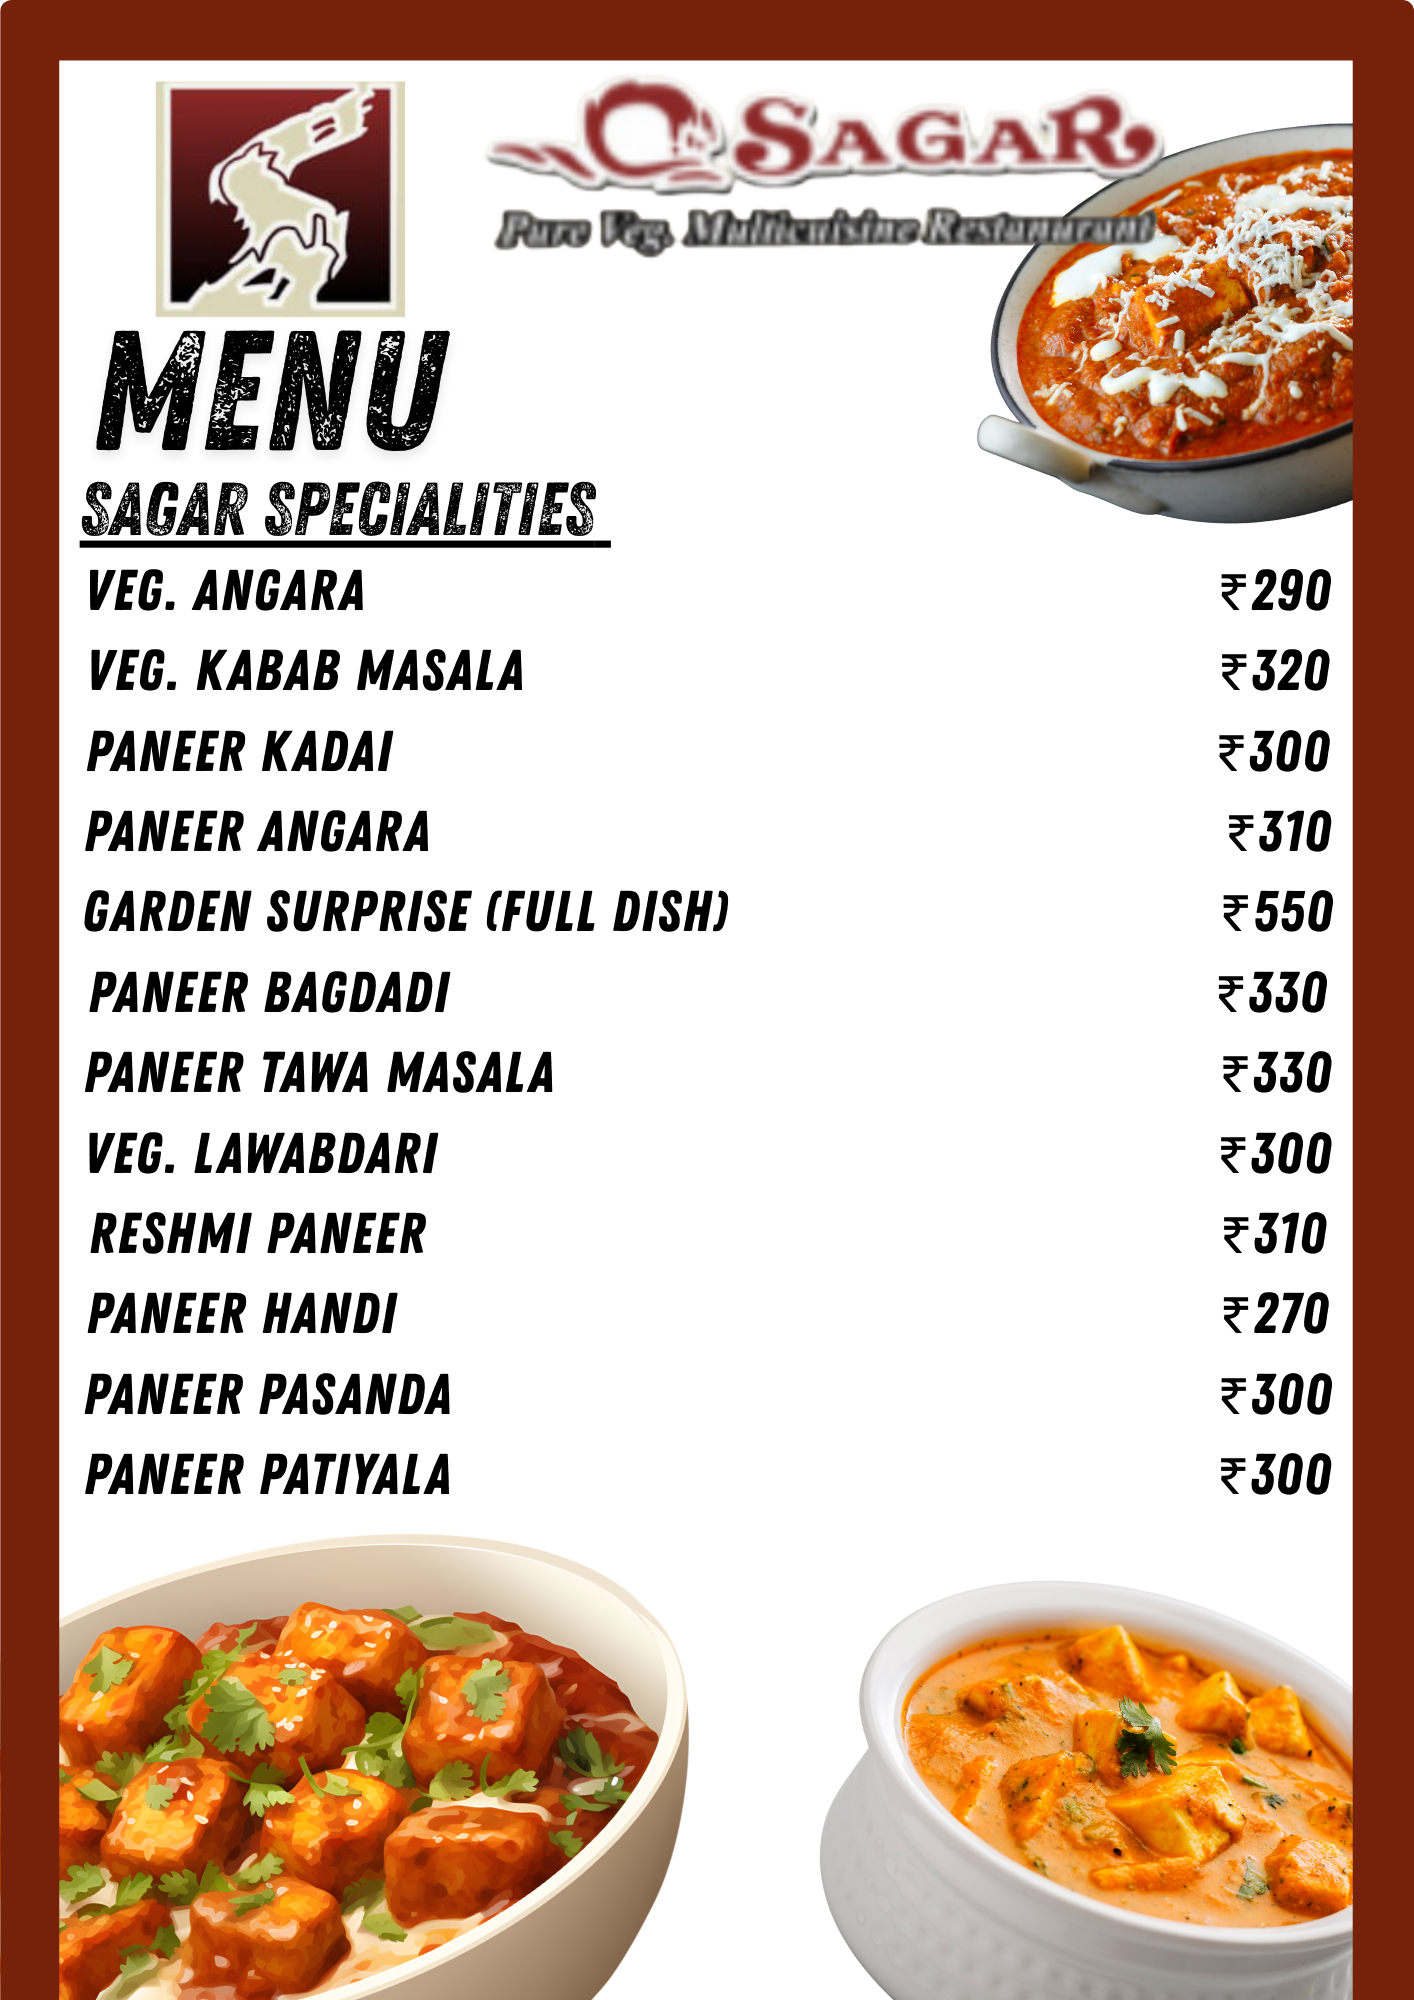 SAGAR
Pure Veg. Multicuisine Restanurant
MENU
SAGAR SPECIALITIES
VEG. ANGARA ₹290
VEG. KABAB MASALA ₹320
PANEER KADAI ₹300
PANEER ANGARA ₹310
GARDEN SURPRISE (FULL DISH) ₹550
PANEER BAGDADI ₹330
PANEER TAWA MASALA ₹330
VEG. LAWABDARI ₹300
RESHMI PANEER ₹310
PANEER HANDI ₹270
PANEER PASANDA ₹300
PANEER PATIYALA ₹300